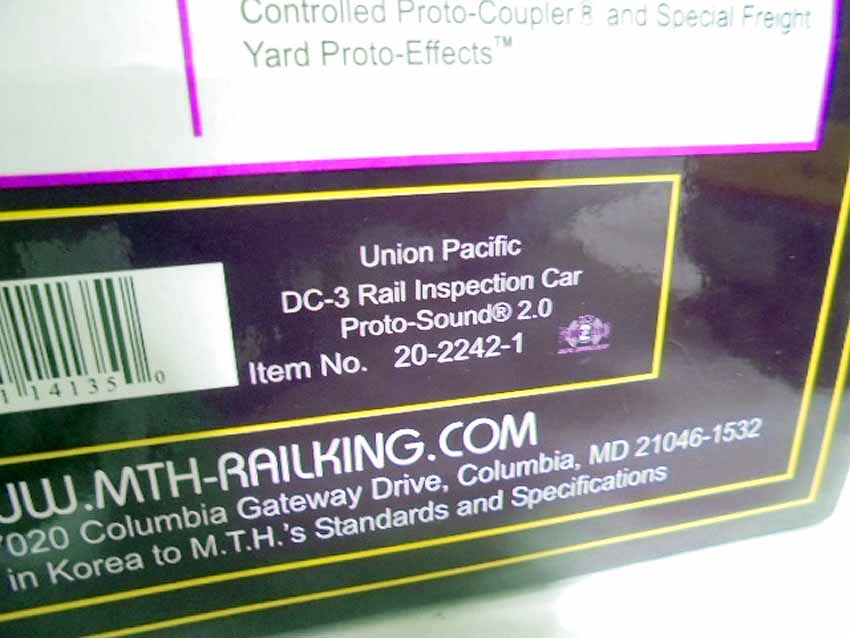 Controlled Proto-Coupler® and Special Freight
Yard Proto-Effects™
Union Pacific
DC-3 Rail Inspection Car
Proto-Sound® 2.0
Item No. 20-2242-1
14135 0
.MTH-RAILKING.COM
7020 Columbia Gateway Drive, Columbia, MD 21046-1532
in Korea to M.T.H.'s Standards and Specifications